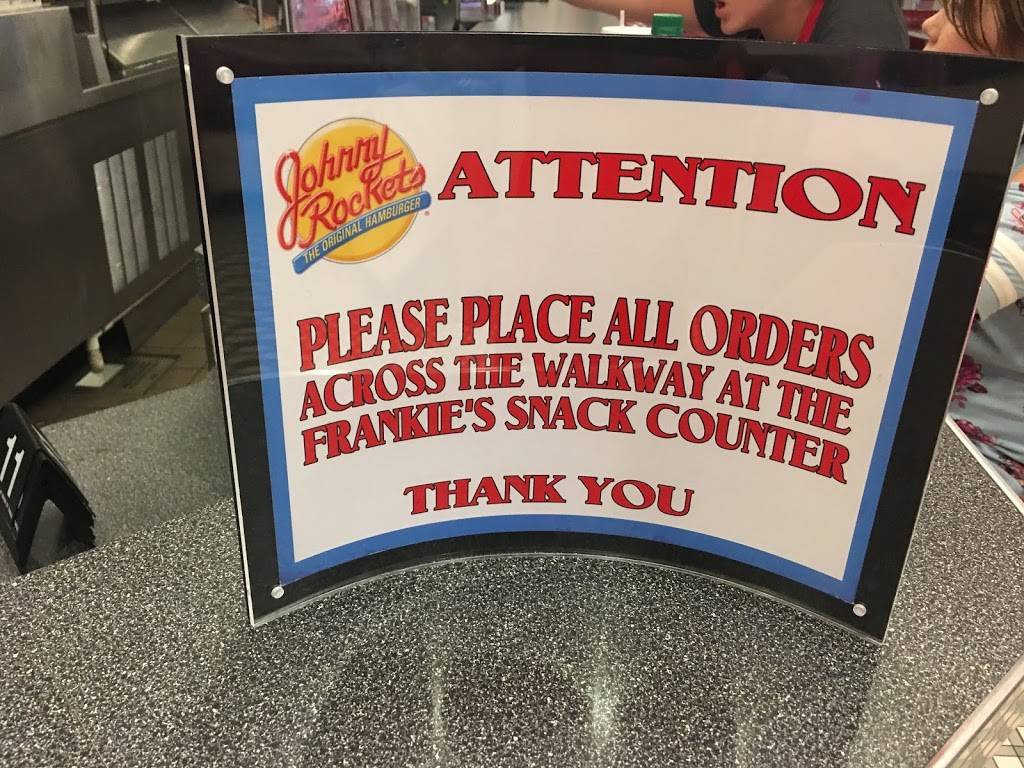 Johnny
Rockets
THE ORIGINAL HAMBURGER
ATTENTION
PLEASE PLACE ALL ORDERS
ACROSS THE WALKWAY AT THE
FRANKIE'S SNACK COUNTER
THANK YOU
11